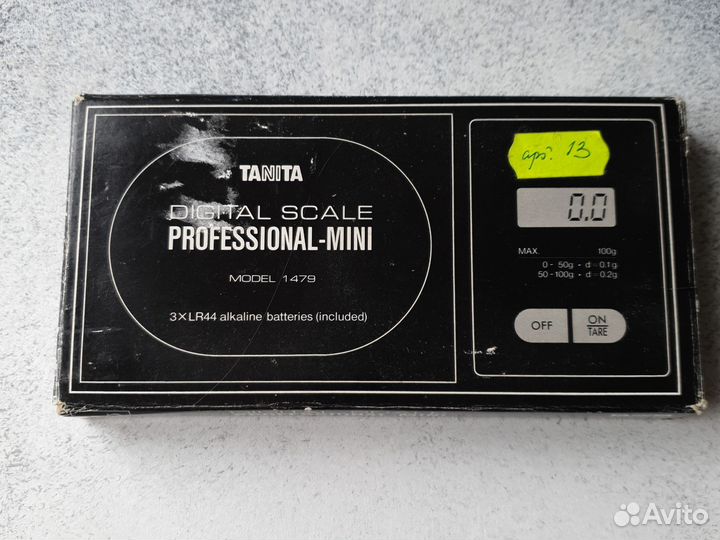 TANITA
DIGITAL SCALE
PROFESSIONAL-MINI
MODEL 1479
3×LR44 alkaline batteries (included)
13
0.0
MAX. 100g
0 - 50g • d=0.1g
50-100g • d=0.2g
OFF
ON
TARE
Avito